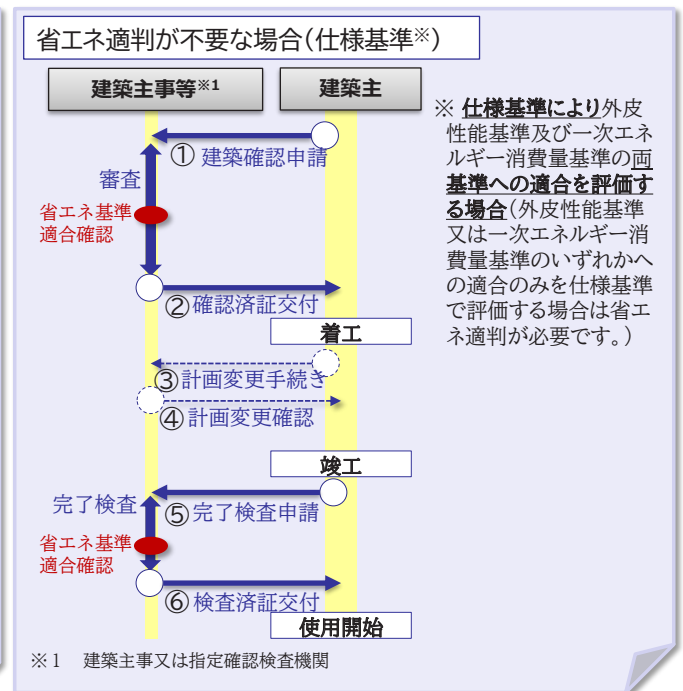 省エネ適判が不要な場合(仕様基準※)
建築主事等※1
建築主
※ 仕様基準により外皮
性能基準及び一次エネ
ルギー消費量基準の両
基準への適合を評価す
る場合(外皮性能基準
又は一次エネルギー消
費量基準のいずれかへ
の適合のみを仕様基準
で評価する場合は省エ
ネ適判が必要です。)
① 建築確認申請
審査
省エネ基準
適合確認
②確認済証交付
着工
③計画変更手続き
④計画変更確認
竣工
完了検査
⑤完了検査申請
省エネ基準
適合確認
⑥検査済証交付
使用開始
※1 建築主事又は指定確認検査機関